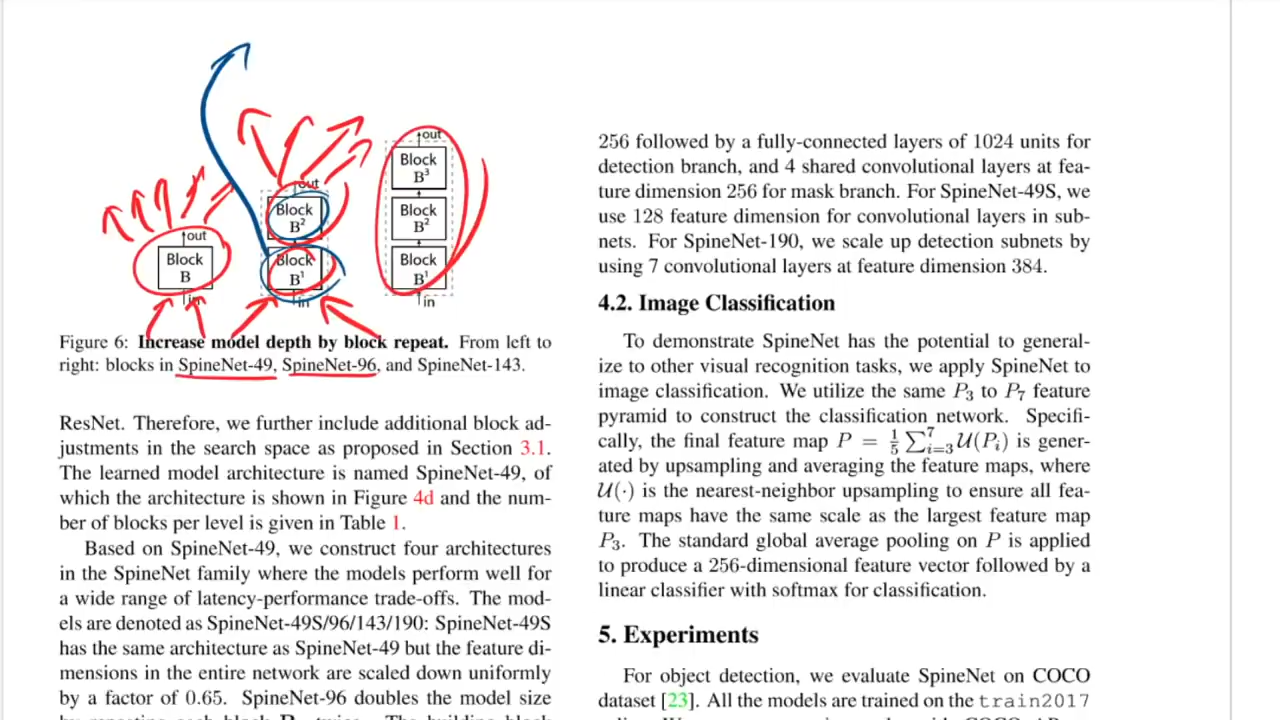 out
Block
B
in
out
Block
B²
Block
B¹
in
out
Block
B³
Block
B²
Block
B¹
in
Figure 6: Increase model depth by block repeat. From left to
right: blocks in SpineNet-49, SpineNet-96, and SpineNet-143.
ResNet. Therefore, we further include additional block ad-
justments in the search space as proposed in Section 3.1.
The learned model architecture is named SpineNet-49, of
which the architecture is shown in Figure 4d and the num-
ber of blocks per level is given in Table 1.
Based on SpineNet-49, we construct four architectures
in the SpineNet family where the models perform well for
a wide range of latency-performance trade-offs. The mod-
els are denoted as SpineNet-49S/96/143/190: SpineNet-49S
has the same architecture as SpineNet-49 but the feature di-
mensions in the entire network are scaled down uniformly
by a factor of 0.65. SpineNet-96 doubles the model size
256 followed by a fully-connected layers of 1024 units for
detection branch, and 4 shared convolutional layers at fea-
ture dimension 256 for mask branch. For SpineNet-49S, we
use 128 feature dimension for convolutional layers in sub-
nets. For SpineNet-190, we scale up detection subnets by
using 7 convolutional layers at feature dimension 384.
4.2. Image Classification
To demonstrate SpineNet has the potential to general-
ize to other visual recognition tasks, we apply SpineNet to
image classification. We utilize the same P₃ to P₇ feature
pyramid to construct the classification network. Specifi-
cally, the final feature map P = 1/5 ∑⁷ᵢ₌₃ U(Pᵢ) is gener-
ated by upsampling and averaging the feature maps, where
U(·) is the nearest-neighbor upsampling to ensure all fea-
ture maps have the same scale as the largest feature map
P₃. The standard global average pooling on P is applied
to produce a 256-dimensional feature vector followed by a
linear classifier with softmax for classification.
5. Experiments
For object detection, we evaluate SpineNet on COCO
dataset [23]. All the models are trained on the train2017